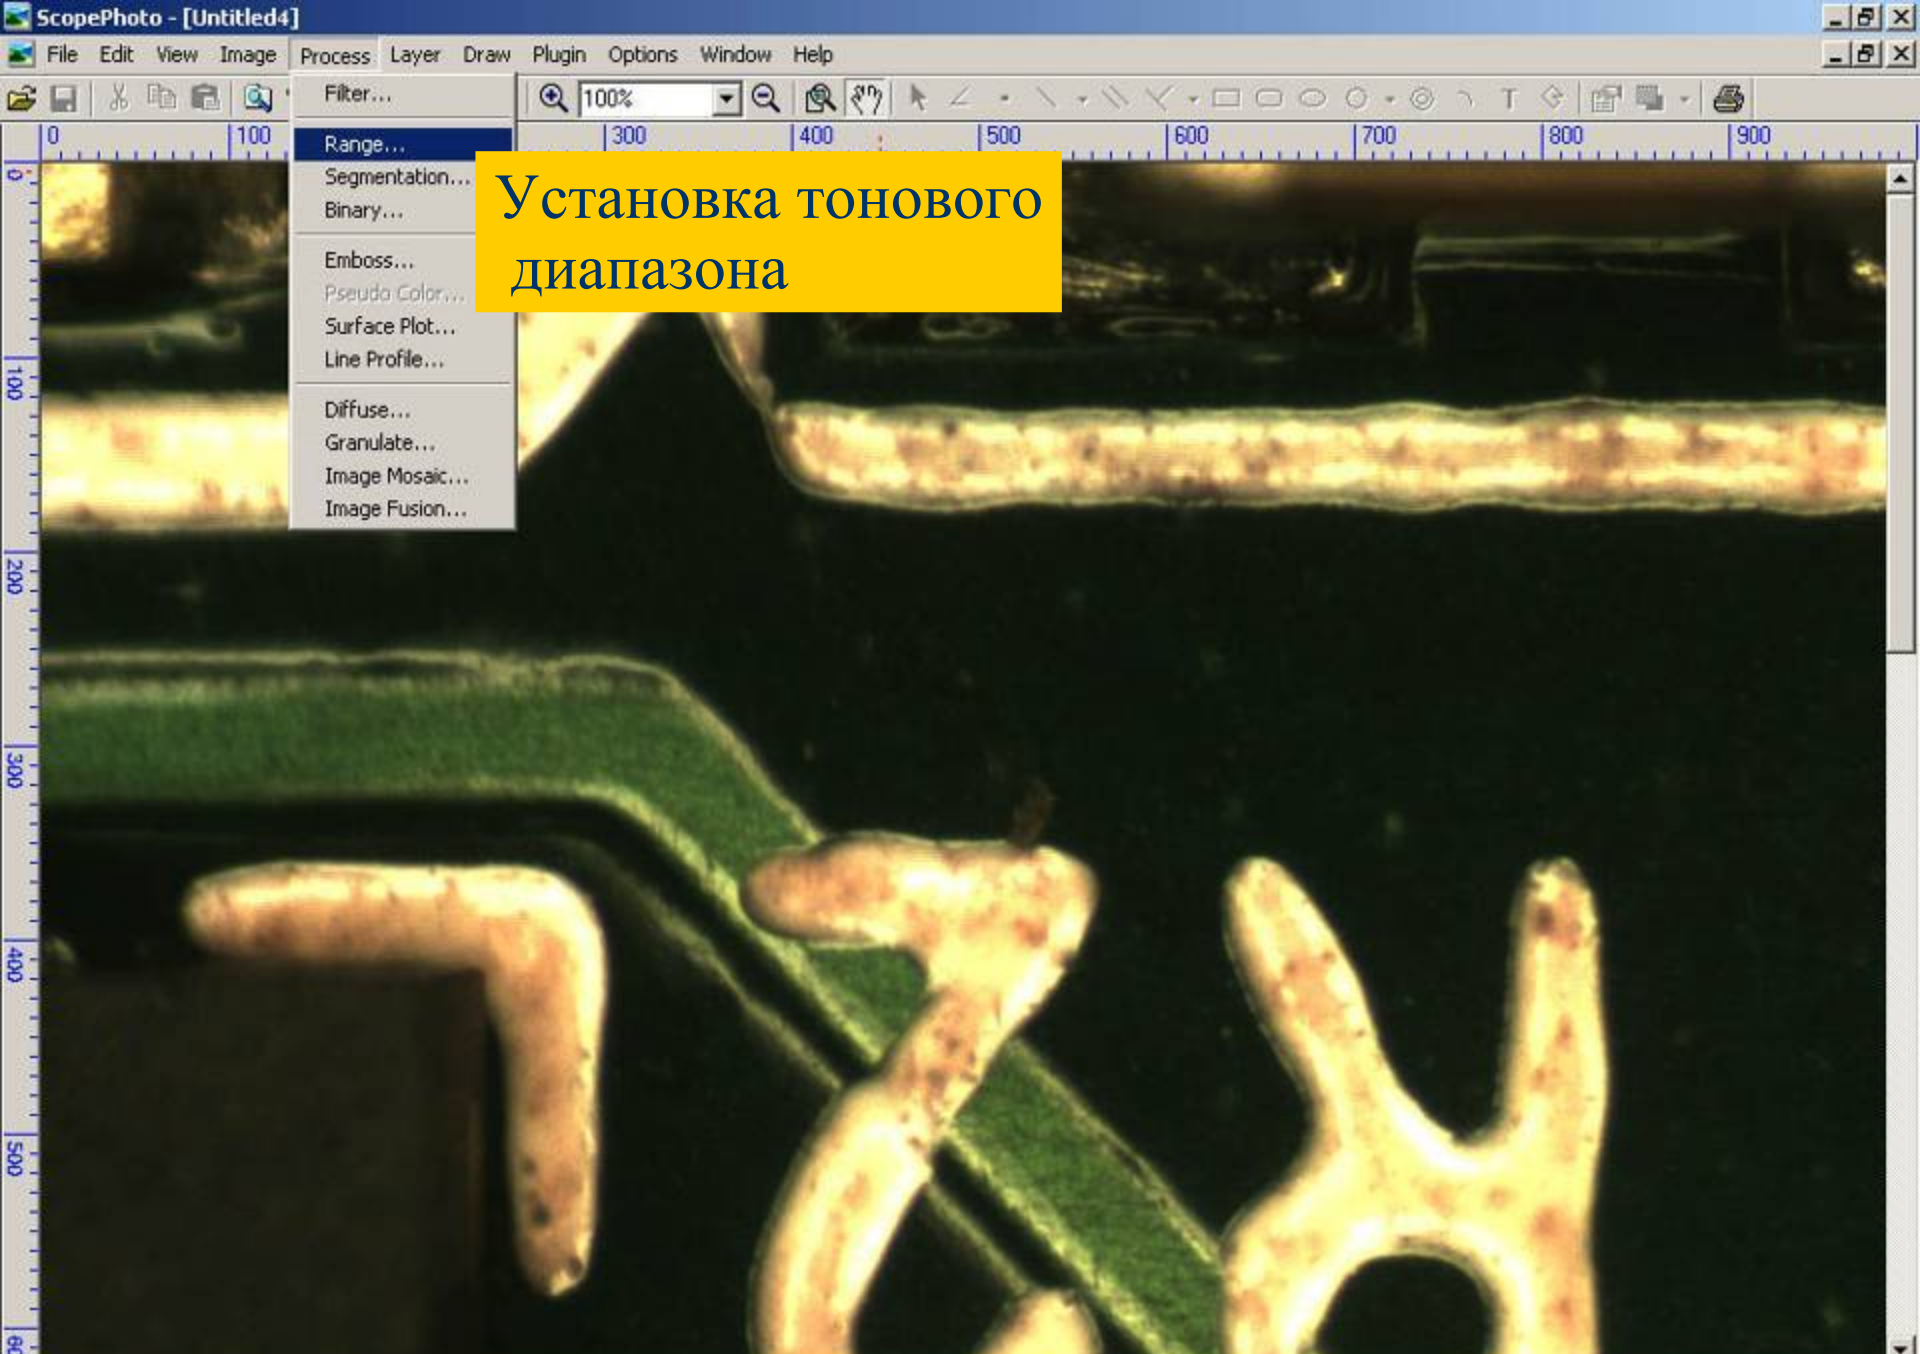 ScopePhoto - [Untitled4]
File Edit View Image Process Layer Draw Plugin Options Window Help
100%
Filter...
Range...
Segmentation...
Binary...
Emboss...
Pseudo Color...
Surface Plot...
Line Profile...
Diffuse...
Granulate...
Image Mosaic...
Image Fusion...
Установка тонового
диапазона
0 100 300 400 500 600 700 800 900
0
100
200
300
400
500